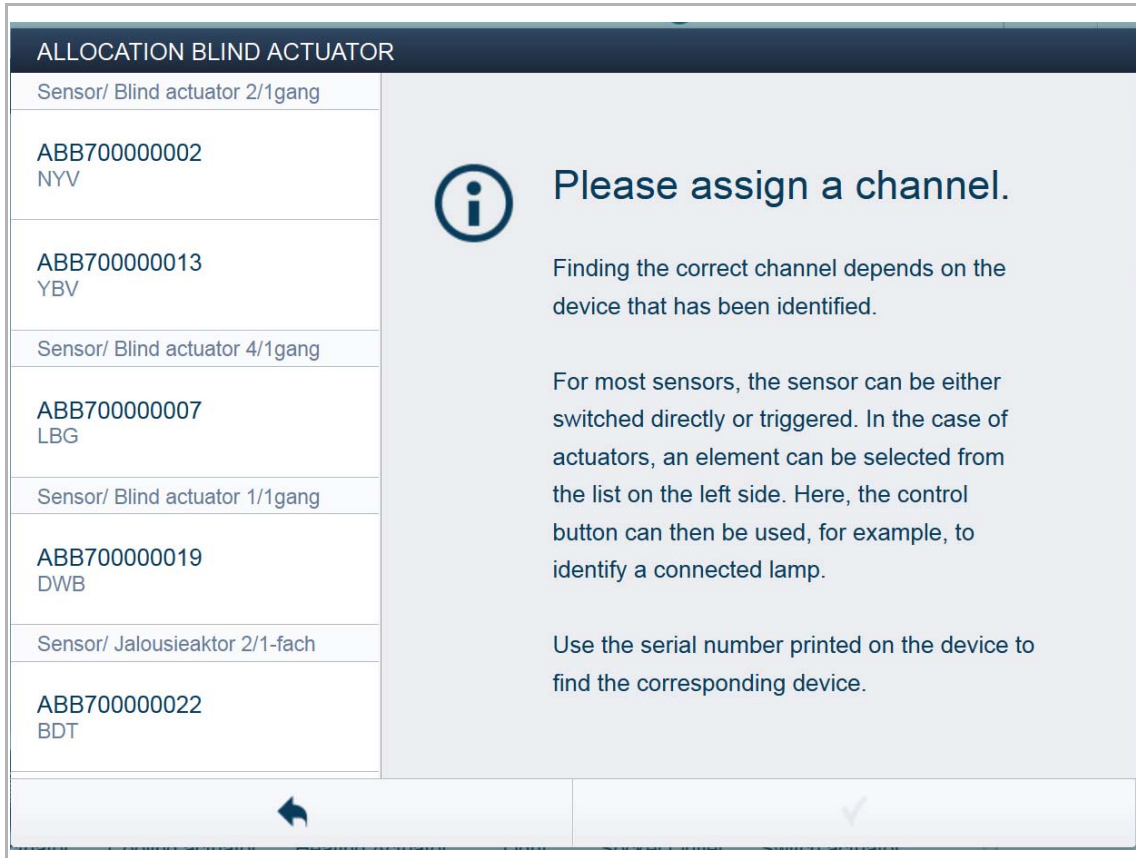 ALLOCATION BLIND ACTUATOR
Sensor/ Blind actuator 2/1gang
ABB700000002
NYV
ABB700000013
YBV
Sensor/ Blind actuator 4/1gang
ABB700000007
LBG
Sensor/ Blind actuator 1/1gang
ABB700000019
DWB
Sensor/ Jalousieaktor 2/1-fach
ABB700000022
BDT
Please assign a channel.
Finding the correct channel depends on the
device that has been identified.
For most sensors, the sensor can be either
switched directly or triggered. In the case of
actuators, an element can be selected from
the list on the left side. Here, the control
button can then be used, for example, to
identify a connected lamp.
Use the serial number printed on the device to
find the corresponding device.